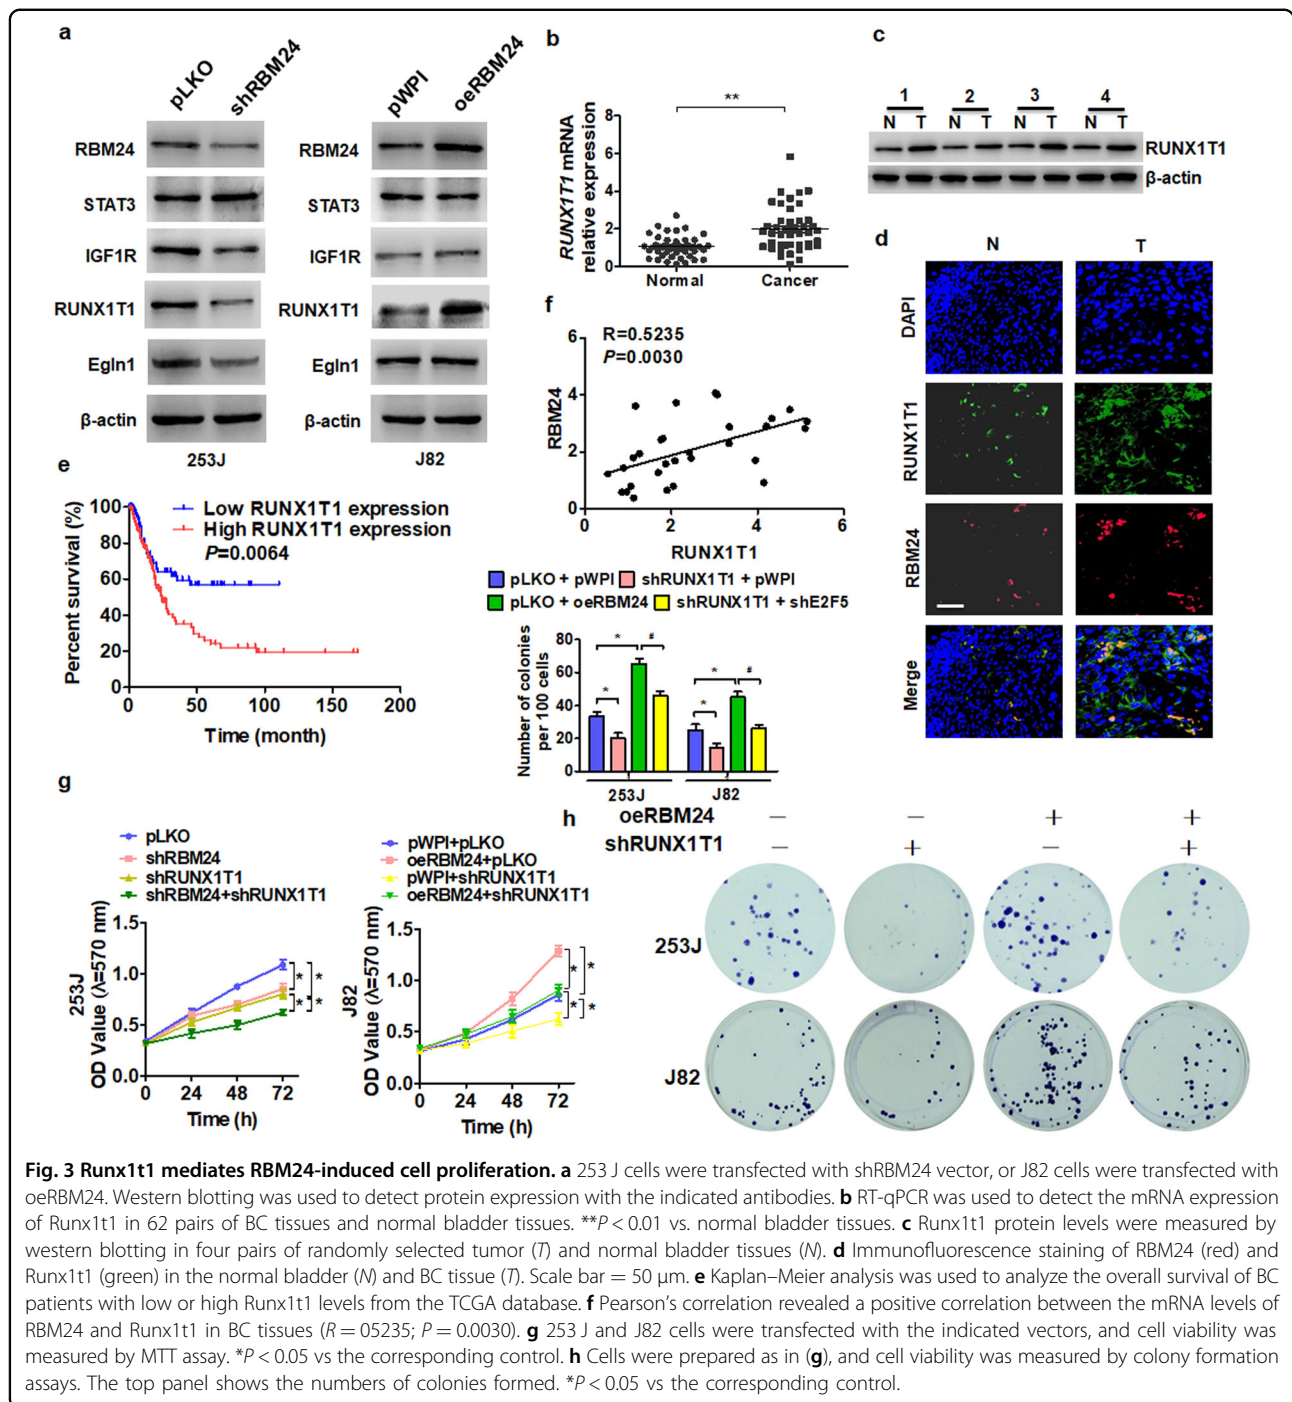 a
pLKO shRBM24
pWPI oeRBM24
RBM24
STAT3
IGF1R
RUNX1T1
Egln1
β-actin
253J
RBM24
STAT3
IGF1R
RUNX1T1
Egln1
β-actin
J82
b
RUNX1T1 mRNA
relative expression
8
6
4
2
0
**
Normal Cancer
c
1 2 3 4
N T N T N T N T
RUNX1T1
β-actin
d
N T
DAPI
RUNX1T1
RBM24
Merge
e
Percent survival (%)
100
80
60
40
20
0
Low RUNX1T1 expression
High RUNX1T1 expression
P=0.0064
0 50 100 150 200
Time (month)
f
R=0.5235
P=0.0030
RBM24
6
4
2
0
0 2 4 6
RUNX1T1
pLKO + pWPI shRUNX1T1 + pWPI
pLKO + oeRBM24 shRUNX1T1 + shE2F5
Number of colonies
per 100 cells
80
60
40
20
0
* * #
* * #
253J J82
g
pLKO
shRBM24
shRUNX1T1
shRBM24+shRUNX1T1
253J
OD Value (λ=570 nm)
1.5
1.0
0.5
0.0
* *
* *
0 24 48 72
Time (h)
pWPI+pLKO
oeRBM24+pLKO
pWPI+shRUNX1T1
oeRBM24+shRUNX1T1
J82
OD Value (λ=570 nm)
1.5
1.0
0.5
0.0
* *
* *
0 24 48 72
Time (h)
h
oeRBM24 − − + +
shRUNX1T1 − + − +
253J
J82
Fig. 3 Runx1t1 mediates RBM24-induced cell proliferation. a 253 J cells were transfected with shRBM24 vector, or J82 cells were transfected with
oeRBM24. Western blotting was used to detect protein expression with the indicated antibodies. b RT-qPCR was used to detect the mRNA expression
of Runx1t1 in 62 pairs of BC tissues and normal bladder tissues. **P < 0.01 vs. normal bladder tissues. c Runx1t1 protein levels were measured by
western blotting in four pairs of randomly selected tumor (T) and normal bladder tissues (N). d Immunofluorescence staining of RBM24 (red) and
Runx1t1 (green) in the normal bladder (N) and BC tissue (T). Scale bar = 50 μm. e Kaplan–Meier analysis was used to analyze the overall survival of BC
patients with low or high Runx1t1 levels from the TCGA database. f Pearson's correlation revealed a positive correlation between the mRNA levels of
RBM24 and Runx1t1 in BC tissues (R = 05235; P = 0.0030). g 253 J and J82 cells were transfected with the indicated vectors, and cell viability was
measured by MTT assay. *P < 0.05 vs the corresponding control. h Cells were prepared as in (g), and cell viability was measured by colony formation
assays. The top panel shows the numbers of colonies formed. *P < 0.05 vs the corresponding control.